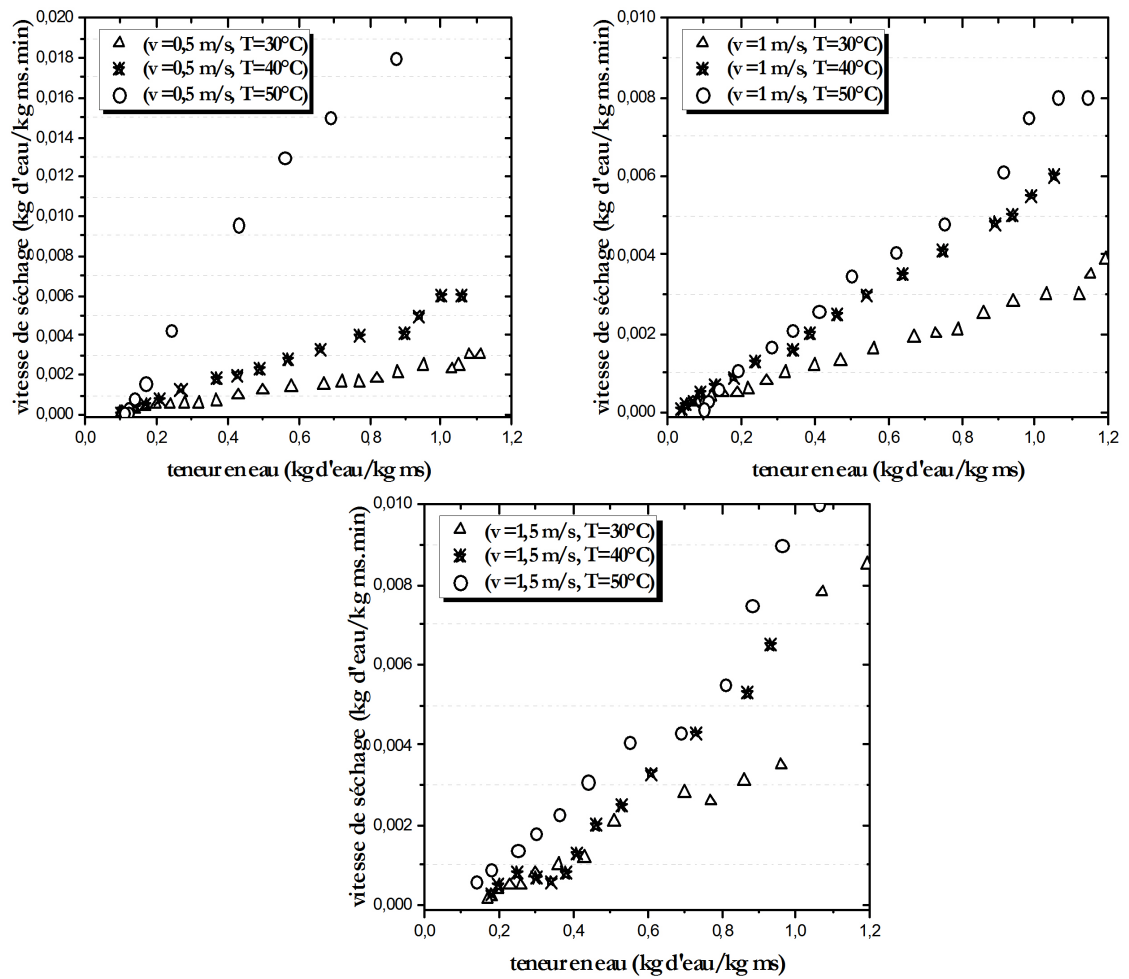 (v =0,5 m/s, T=30°C)
(v =0,5 m/s, T=40°C)
(v =0,5 m/s, T=50°C)
0,020
0,018
0,016
0,014
0,012
0,010
0,008
0,006
0,004
0,002
0,000
0,0 0,2 0,4 0,6 0,8 1,0 1,2
vitesse de séchage (kg d'eau/kg ms.min)
teneur en eau (kg d'eau/kg ms)
(v =1 m/s, T=30°C)
(v =1 m/s, T=40°C)
(v =1 m/s, T=50°C)
0,010
0,008
0,006
0,004
0,002
0,000
0,0 0,2 0,4 0,6 0,8 1,0 1,2
vitesse de séchage (kg d'eau/kg ms.min)
teneur en eau (kg d'eau/kg ms)
(v =1,5 m/s, T=30°C)
(v =1,5 m/s, T=40°C)
(v =1,5 m/s, T=50°C)
0,010
0,008
0,006
0,004
0,002
0,000
0,0 0,2 0,4 0,6 0,8 1,0 1,2
vitesse de séchage (kg d'eau/kg ms.min)
teneur en eau (kg d'eau/kg ms)